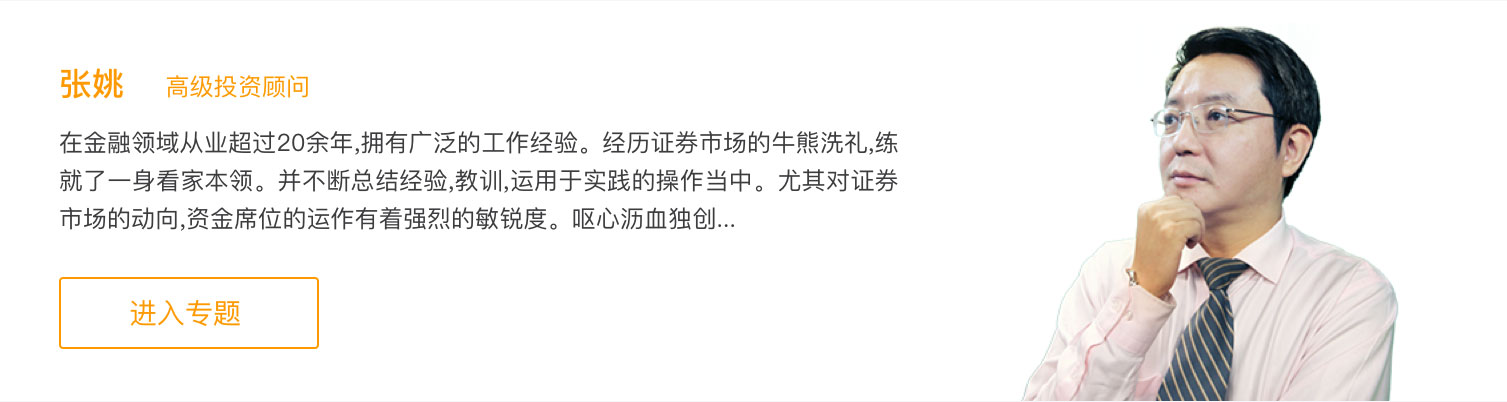 张姚 高级投资顾问
在金融领域从业超过20余年,拥有广泛的工作经验。经历证券市场的牛熊洗礼,练
就了一身看家本领。并不断总结经验,教训,运用于实践的操作当中。尤其对证券
市场的动向,资金席位的运作有着强烈的敏锐度。呕心沥血独创...
进入专题